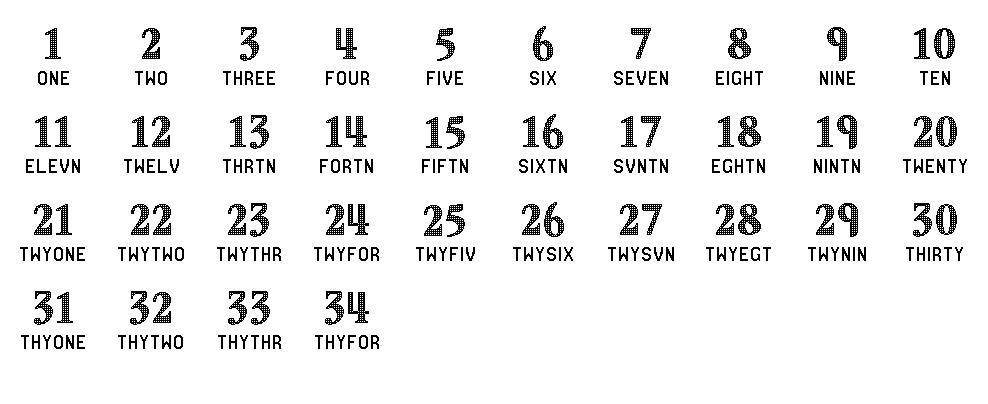 1 2 3 4 5 6 7 8 9 10
ONE TWO THREE FOUR FIVE SIX SEVEN EIGHT NINE TEN
11 12 13 14 15 16 17 18 19 20
ELEVN TWELV THRTN FORTN FIFTN SIXTN SVNTN EGHTN NINTN TWENTY
21 22 23 24 25 26 27 28 29 30
TWYONE TWYTWO TWYTHR TWYFOR TWYFIV TWYSIX TWYSVN TWYEGT TWYNIN THIRTY
31 32 33 34
THYONE THYTWO THYTHR THYFOR